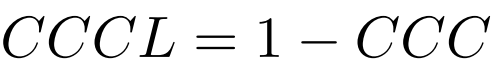 CCCL = 1 − CCC